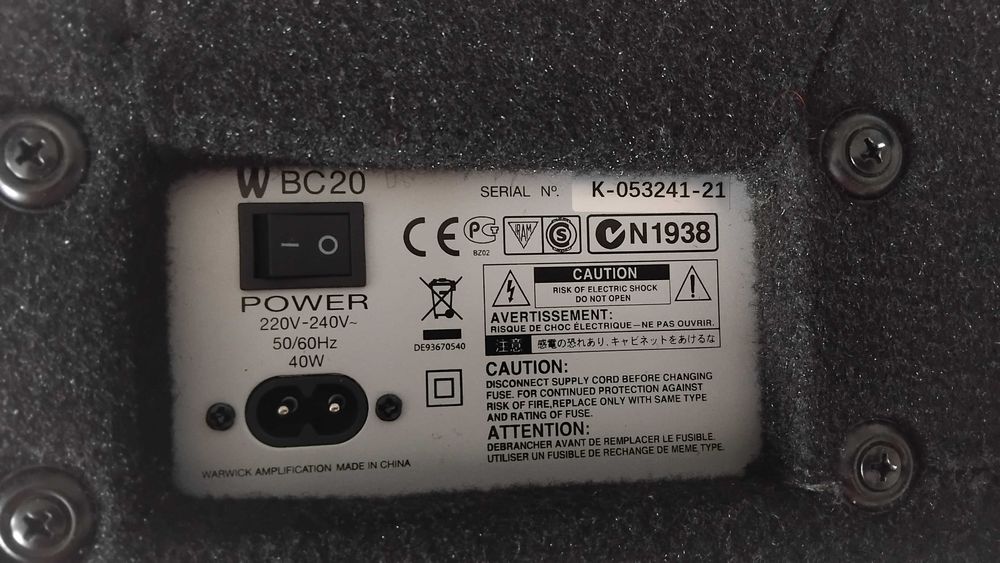 W BC20
SERIAL Nº. K-053241-21
POWER
220V-240V~
50/60Hz
40W
CE
PG
BZ02
S
N1938
DE93670540
CAUTION
RISK OF ELECTRIC SHOCK
DO NOT OPEN
AVERTISSEMENT:
RISQUE DE CHOC ÉLECTRIQUE—NE PAS OUVRIR.
注意 感電の恐れあり、キャビネットをあけるな
CAUTION:
DISCONNECT SUPPLY CORD BEFORE CHANGING
FUSE. FOR CONTINUED PROTECTION AGAINST
RISK OF FIRE,REPLACE ONLY WITH SAME TYPE
AND RATING OF FUSE.
ATTENTION:
DEBRANCHER AVANT DE REMPLACER LE FUSIBLE.
UTILISER UN FUSIBLE DE RECHANGE DE MEME TYPE.
WARWICK AMPLIFICATION MADE IN CHINA